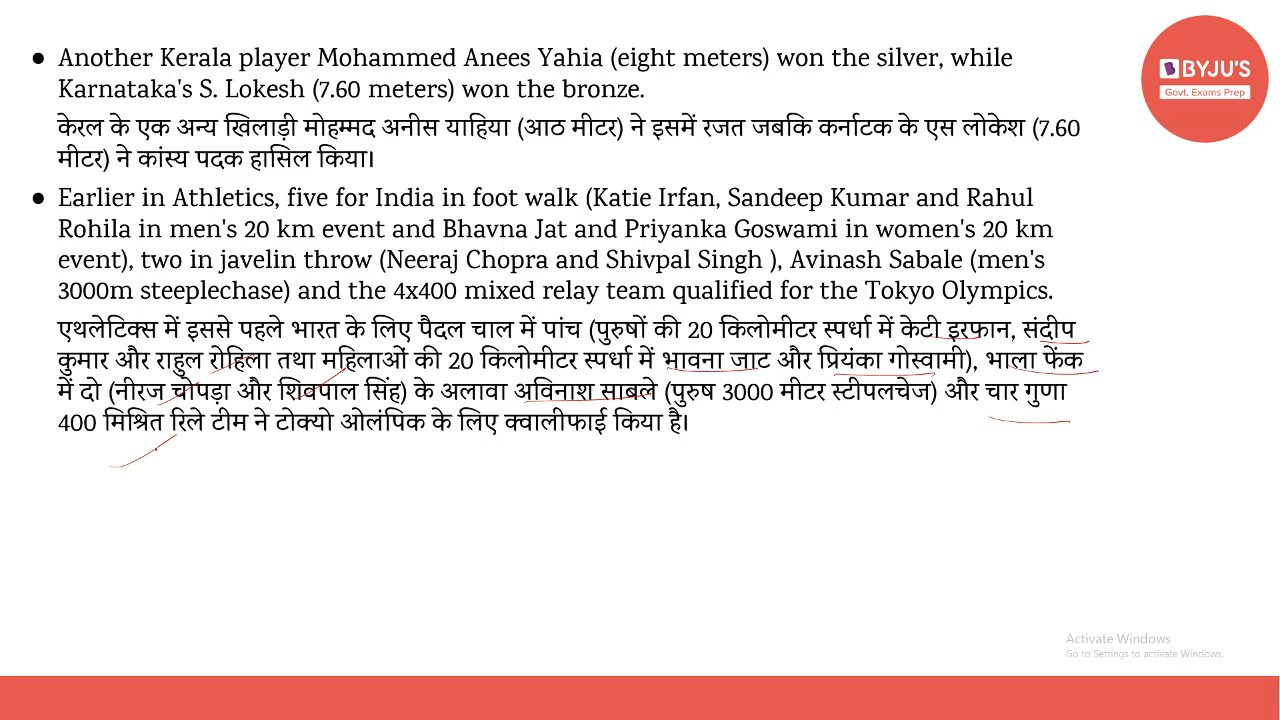 ● Another Kerala player Mohammed Anees Yahia (eight meters) won the silver, while
Karnataka's S. Lokesh (7.60 meters) won the bronze.
केरल के एक अन्य खिलाड़ी मोहम्मद अनीस याहिया (आठ मीटर) ने इसमें रजत जबकि कर्नाटक के एस लोकेश (7.60
मीटर) ने कांस्य पदक हासिल किया।
● Earlier in Athletics, five for India in foot walk (Katie Irfan, Sandeep Kumar and Rahul
Rohila in men's 20 km event and Bhavna Jat and Priyanka Goswami in women's 20 km
event), two in javelin throw (Neeraj Chopra and Shivpal Singh ), Avinash Sabale (men's
3000m steeplechase) and the 4x400 mixed relay team qualified for the Tokyo Olympics.
एथलेटिक्स में इससे पहले भारत के लिए पैदल चाल में पांच (पुरुषों की 20 किलोमीटर स्पर्धा में केटी इरफान, संदीप
कुमार और राहुल रोहिला तथा महिलाओं की 20 किलोमीटर स्पर्धा में भावना जाट और प्रियंका गोस्वामी), भाला फेंक
में दो (नीरज चोपड़ा और शिवपाल सिंह) के अलावा अविनाश साबले (पुरुष 3000 मीटर स्टीपलचेज) और चार गुणा
400 मिश्रित रिले टीम ने टोक्यो ओलंपिक के लिए क्वालीफाई किया है।
BYJU'S
Govt. Exams Prep
Activate Windows
Go to Settings to activate Windows.